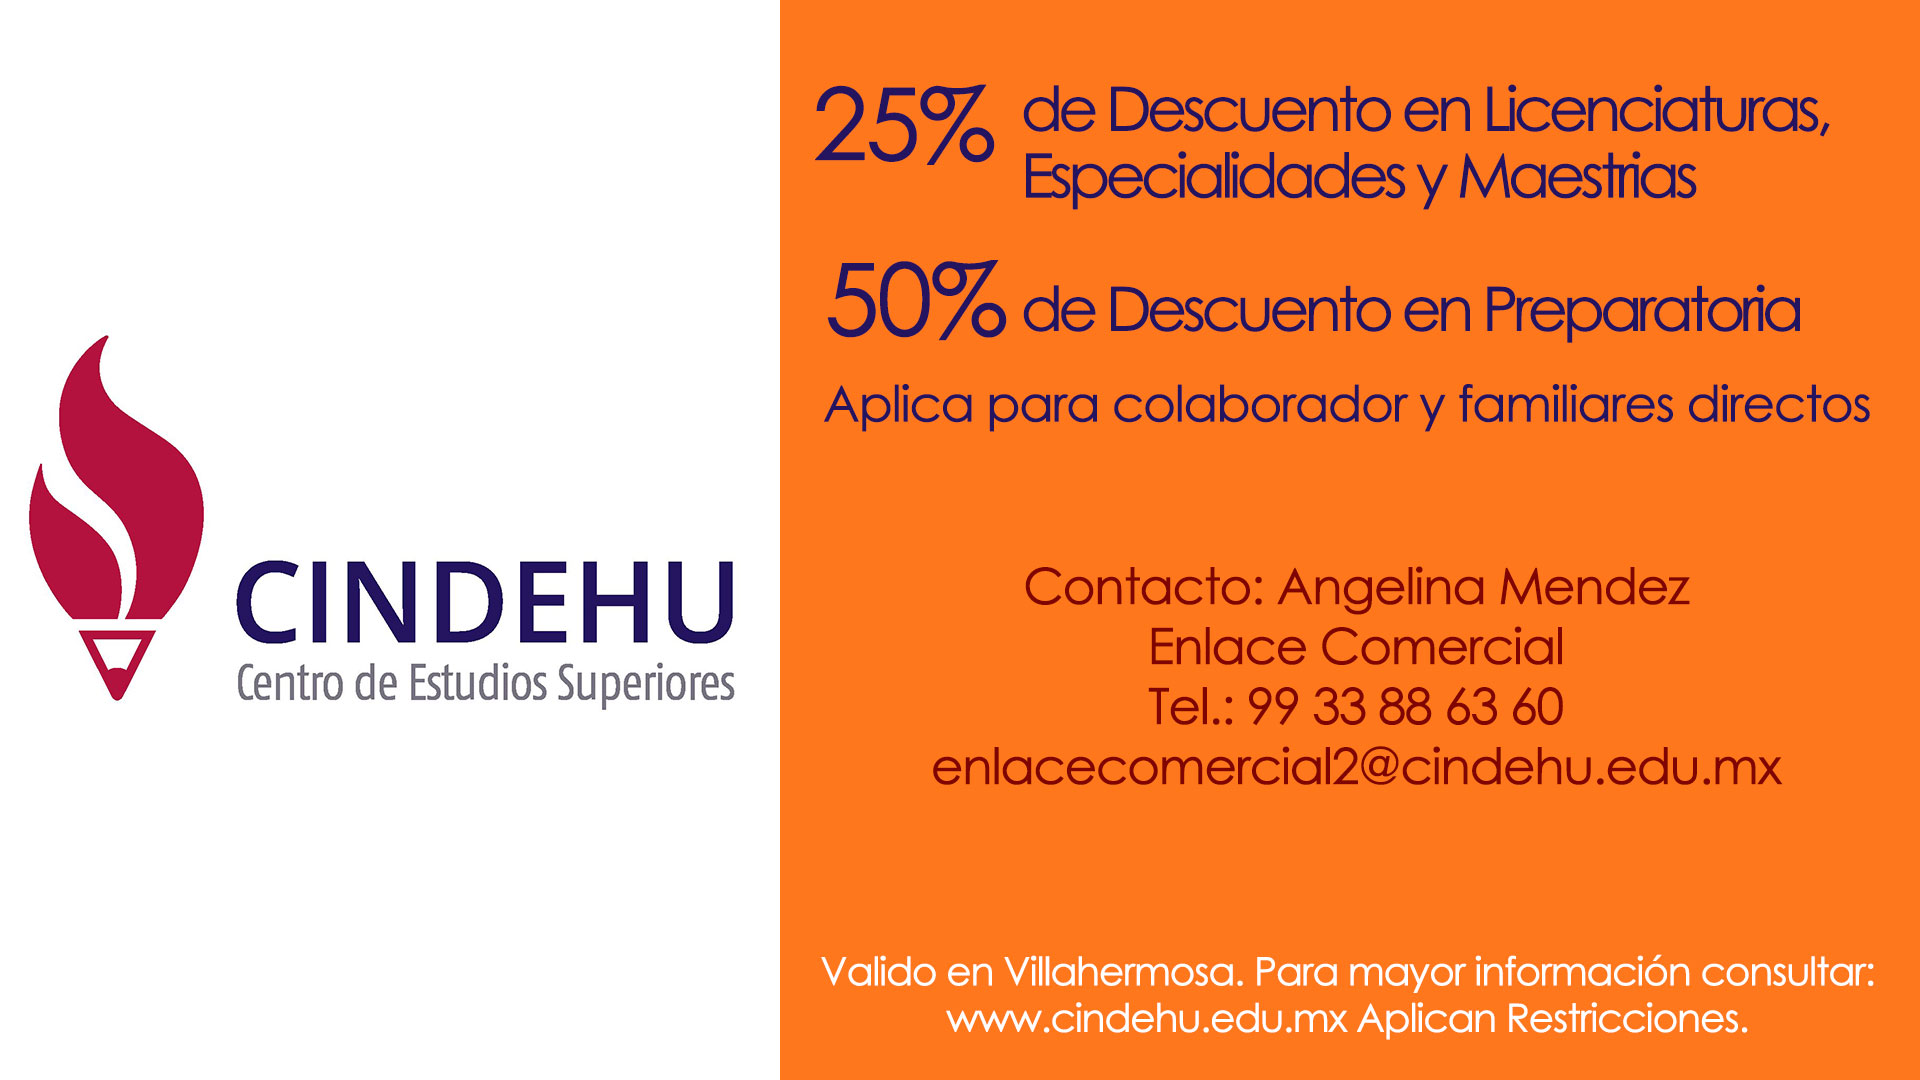 CINDEHU
Centro de Estudios Superiores
25% de Descuento en Licenciaturas,
Especialidades y Maestrias
50% de Descuento en Preparatoria
Aplica para colaborador y familiares directos
Contacto: Angelina Mendez
Enlace Comercial
Tel.: 99 33 88 63 60
enlacecomercial2@cindehu.edu.mx
Valido en Villahermosa. Para mayor información consultar:
www.cindehu.edu.mx Aplican Restricciones.